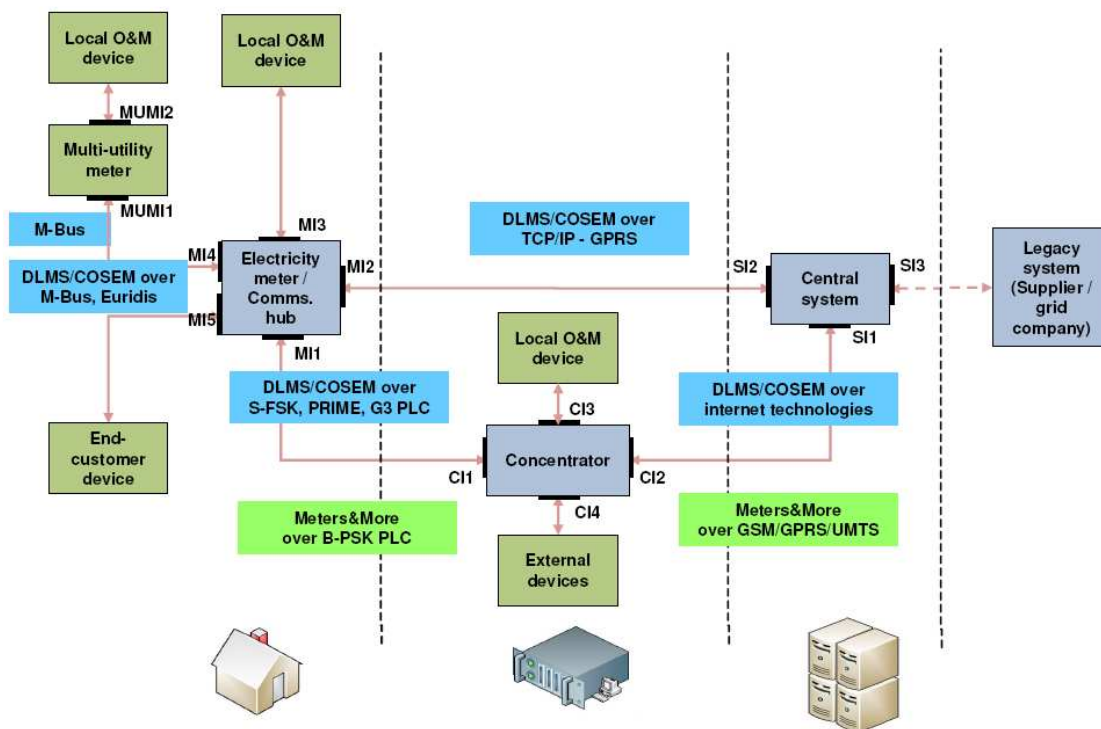 Local O&M
device
Local O&M
device
MUMI2
Multi-utility
meter
MUMI1
M-Bus
DLMS/COSEM over
M-Bus, Euridis
MI3
MI4
Electricity
meter /
Comms.
hub
MI2
MI5
MI1
DLMS/COSEM over
TCP/IP - GPRS
SI2
Central
system
SI3
SI1
Legacy
system
(Supplier /
grid
company)
DLMS/COSEM over
S-FSK, PRIME, G3 PLC
Local O&M
device
DLMS/COSEM over
internet technologies
CI3
End-
customer
device
CI1
Concentrator
CI2
CI4
Meters&More
over B-PSK PLC
Meters&More
over GSM/GPRS/UMTS
External
devices